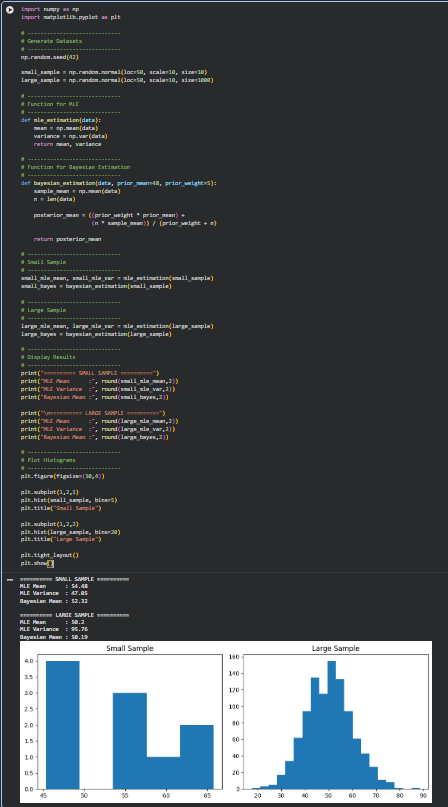 import numpy as np
import matplotlib.pyplot as plt
# -----------------------------
# Generate Datasets
# -----------------------------
np.random.seed(42)
small_sample = np.random.normal(loc=50, scale=10, size=10)
large_sample = np.random.normal(loc=50, scale=10, size=1000)
# -----------------------------
# Function for MLE
# -----------------------------
def mle_estimation(data):
    mean = np.mean(data)
    variance = np.var(data)
    return mean, variance
# -----------------------------
# Function for Bayesian Estimation
# -----------------------------
def bayesian_estimation(data, prior_mean=48, prior_weight=5):
    sample_mean = np.mean(data)
    n = len(data)
    posterior_mean = ((prior_weight * prior_mean) +
                      (n * sample_mean)) / (prior_weight + n)
    return posterior_mean
# -----------------------------
# Small Sample
# -----------------------------
small_mle_mean, small_mle_var = mle_estimation(small_sample)
small_bayes = bayesian_estimation(small_sample)
# -----------------------------
# Large Sample
# -----------------------------
large_mle_mean, large_mle_var = mle_estimation(large_sample)
large_bayes = bayesian_estimation(large_sample)
# -----------------------------
# Display Results
# -----------------------------
print("========== SMALL SAMPLE ==========")
print("MLE Mean      :", round(small_mle_mean,2))
print("MLE Variance  :", round(small_mle_var,2))
print("Bayesian Mean :", round(small_bayes,2))
print("\n========== LARGE SAMPLE ==========")
print("MLE Mean      :", round(large_mle_mean,2))
print("MLE Variance  :", round(large_mle_var,2))
print("Bayesian Mean :", round(large_bayes,2))
# -----------------------------
# Plot Histograms
# -----------------------------
plt.figure(figsize=(10,4))
plt.subplot(1,2,1)
plt.hist(small_sample, bins=5)
plt.title("Small Sample")
plt.subplot(1,2,2)
plt.hist(large_sample, bins=20)
plt.title("Large Sample")
plt.tight_layout()
plt.show()
========== SMALL SAMPLE ==========
MLE Mean      : 54.48
MLE Variance  : 47.05
Bayesian Mean : 52.32
========== LARGE SAMPLE ==========
MLE Mean      : 50.2
MLE Variance  : 95.76
Bayesian Mean : 50.19
Small Sample
4.0
3.5
3.0
2.5
2.0
1.5
1.0
0.5
0.0
45 50 55 60 65
Large Sample
160
140
120
100
80
60
40
20
0
20 30 40 50 60 70 80 90